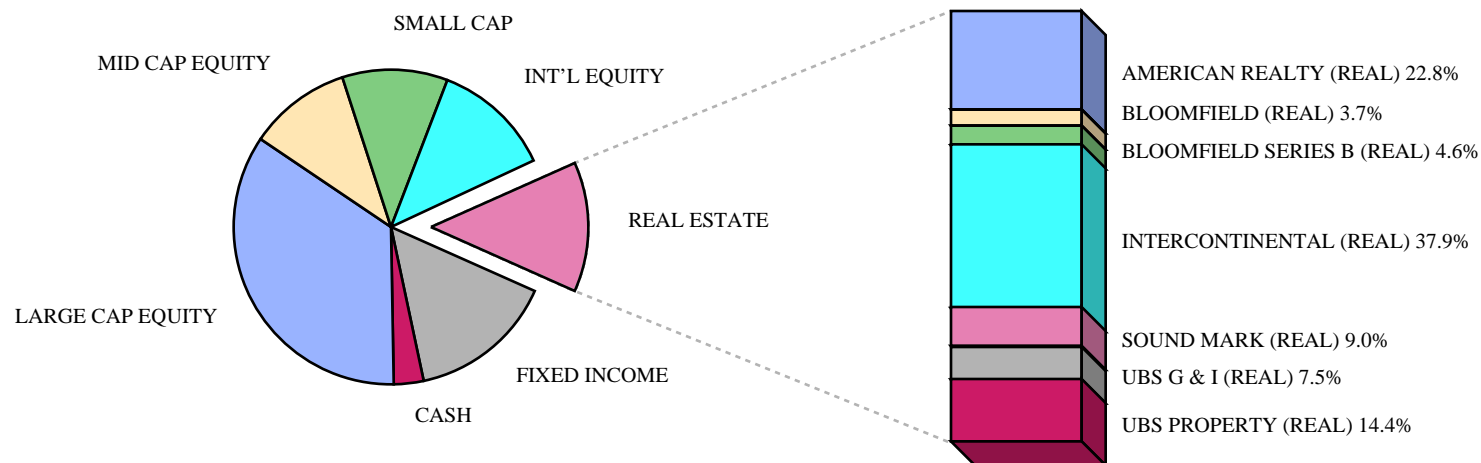 SMALL CAP
MID CAP EQUITY
INT'L EQUITY
REAL ESTATE
LARGE CAP EQUITY
FIXED INCOME
CASH
AMERICAN REALTY (REAL) 22.8%
BLOOMFIELD (REAL) 3.7%
BLOOMFIELD SERIES B (REAL) 4.6%
INTERCONTINENTAL (REAL) 37.9%
SOUND MARK (REAL) 9.0%
UBS G & I (REAL) 7.5%
UBS PROPERTY (REAL) 14.4%